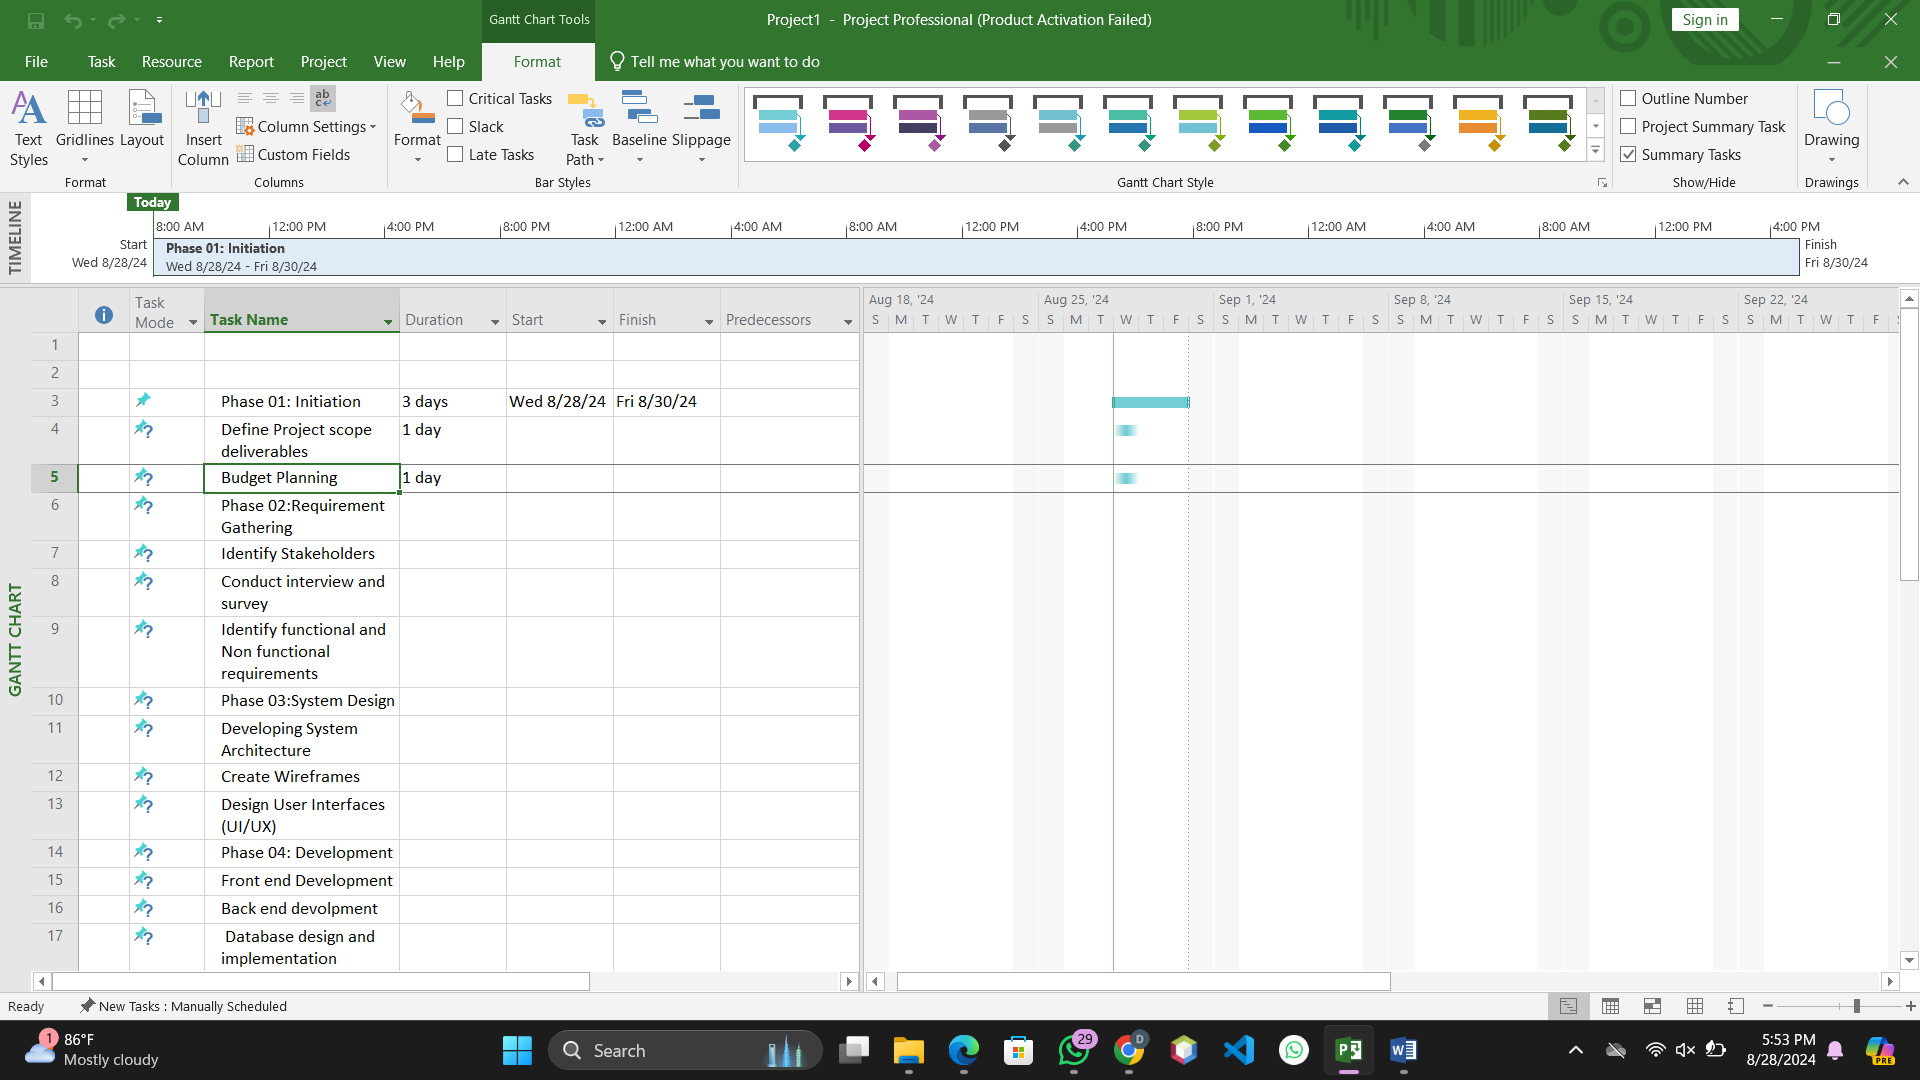 Gantt Chart Tools
Project1 - Project Professional (Product Activation Failed)
Sign in
File Task Resource Report Project View Help Format Tell me what you want to do
Text Styles
Gridlines
Layout
Format
Insert Column
Column Settings
Custom Fields
Columns
Format
Critical Tasks
Slack
Late Tasks
Task Path
Baseline
Slippage
Bar Styles
Gantt Chart Style
Outline Number
Project Summary Task
Summary Tasks
Show/Hide
Drawing
Drawings
TIMELINE
Today
8:00 AM 12:00 PM 4:00 PM 8:00 PM 12:00 AM 4:00 AM 8:00 AM 12:00 PM 4:00 PM 8:00 PM 12:00 AM 4:00 AM 8:00 AM 12:00 PM 4:00 PM
Start
Wed 8/28/24
Phase 01: Initiation
Wed 8/28/24 - Fri 8/30/24
Finish
Fri 8/30/24
GANTT CHART
Task Mode Task Name Duration Start Finish Predecessors
Aug 18, '24 Aug 25, '24 Sep 1, '24 Sep 8, '24 Sep 15, '24 Sep 22, '24
S M T W T F S S M T W T F S S M T W T F S S M T W T F S S M T W T F S S M T W T F
1
2
3 Phase 01: Initiation 3 days Wed 8/28/24 Fri 8/30/24
4 Define Project scope 1 day
deliverables
5 Budget Planning 1 day
6 Phase 02:Requirement
Gathering
7 Identify Stakeholders
8 Conduct interview and
survey
9 Identify functional and
Non functional
requirements
10 Phase 03:System Design
11 Developing System
Architecture
12 Create Wireframes
13 Design User Interfaces
(UI/UX)
14 Phase 04: Development
15 Front end Development
16 Back end devolpment
17 Database design and
implementation
Ready New Tasks : Manually Scheduled
1
86°F
Mostly cloudy
Search
29
D
PRE
5:53 PM
8/28/2024